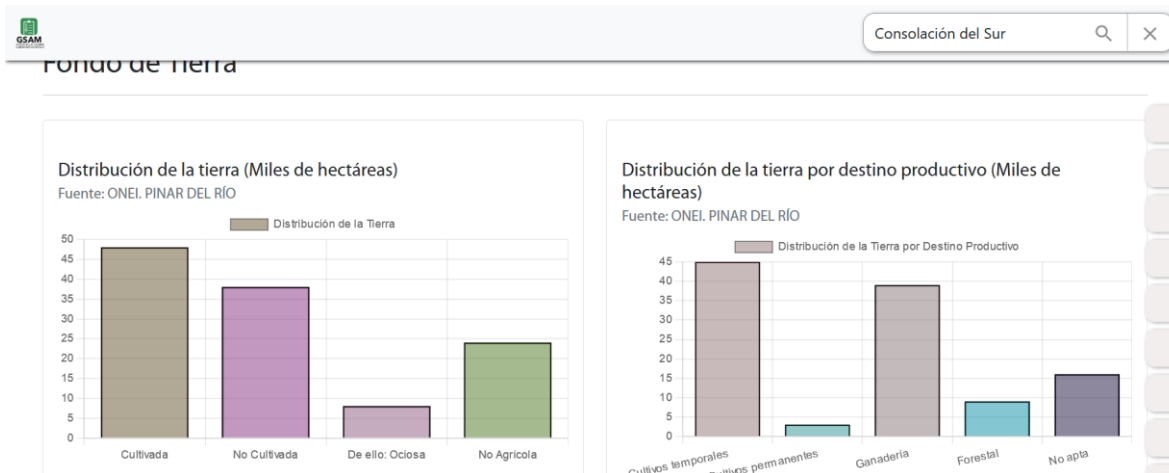 GSAM
Consolación del Sur
Fondo de Tierra
Distribución de la tierra (Miles de hectáreas)
Fuente: ONEI. PINAR DEL RÍO
Distribución de la Tierra
50
45
40
35
30
25
20
15
10
5
0
Cultivada No Cultivada De ello: Ociosa No Agricola
Distribución de la tierra por destino productivo (Miles de
hectáreas)
Fuente: ONEI. PINAR DEL RÍO
Distribución de la Tierra por Destino Productivo
45
40
35
30
25
20
15
10
5
0
Cultivos temporales Cultivos permanentes Ganadería Forestal No apta